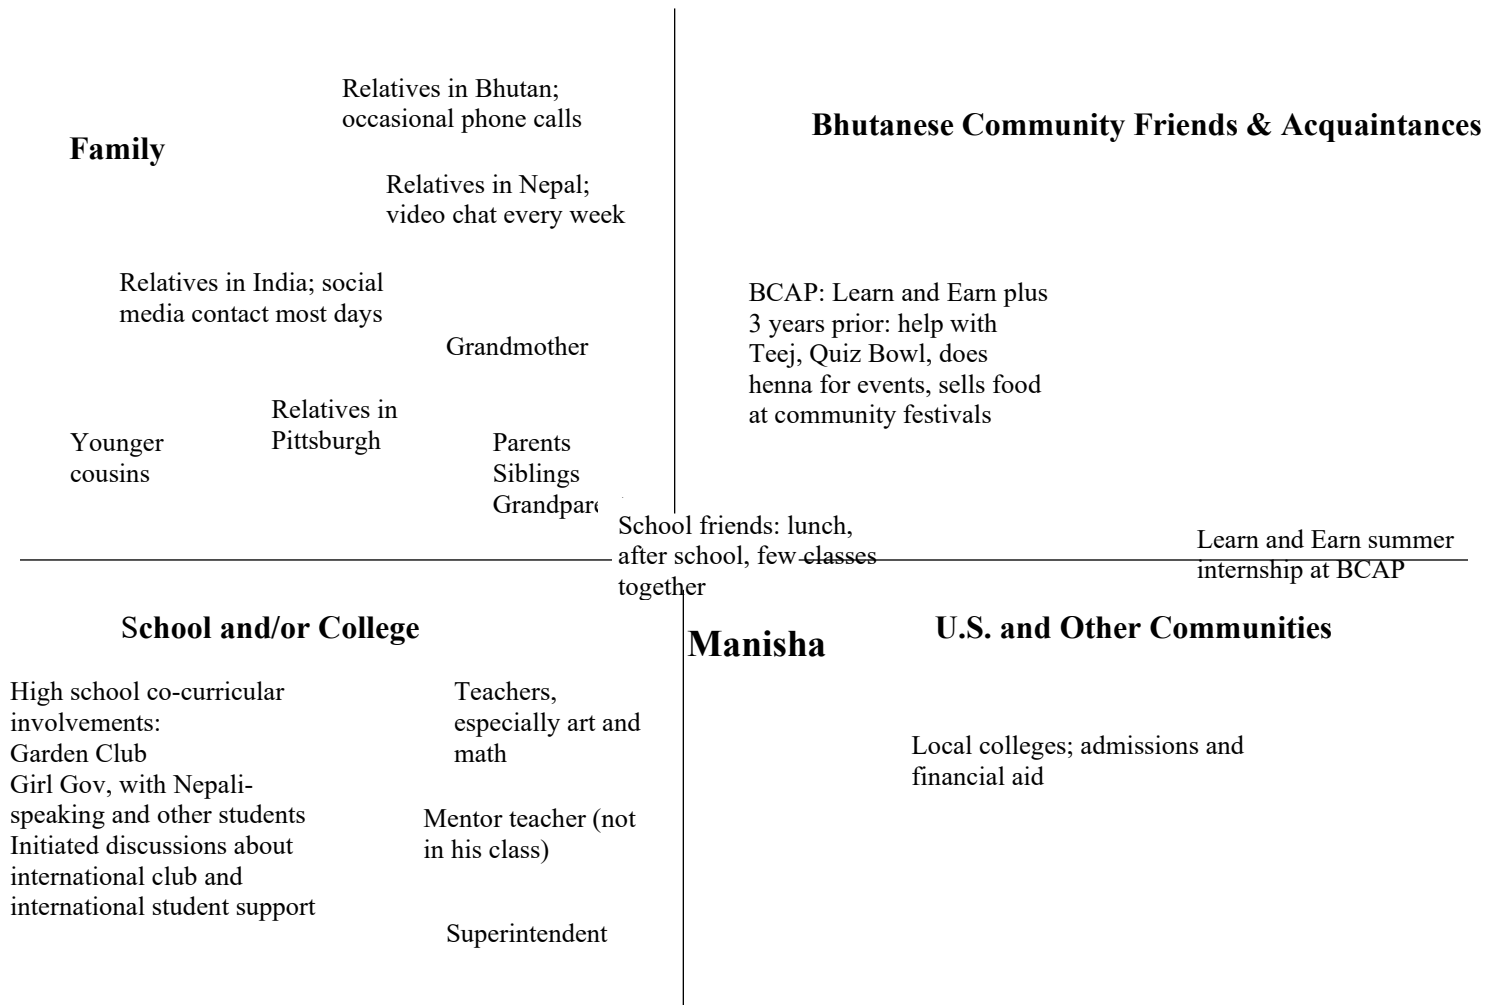 Family
Relatives in Bhutan;
occasional phone calls
Relatives in Nepal;
video chat every week
Relatives in India; social
media contact most days
Grandmother
Relatives in
Pittsburgh
Younger
cousins
Parents
Siblings
Grandpare
Bhutanese Community Friends & Acquaintances
BCAP: Learn and Earn plus
3 years prior: help with
Teej, Quiz Bowl, does
henna for events, sells food
at community festivals
School friends: lunch,
after school, few classes
together
Learn and Earn summer
internship at BCAP
School and/or College
High school co-curricular
involvements:
Garden Club
Girl Gov, with Nepali-
speaking and other students
Initiated discussions about
international club and
international student support
Teachers,
especially art and
math
Mentor teacher (not
in his class)
Superintendent
Manisha
U.S. and Other Communities
Local colleges; admissions and
financial aid